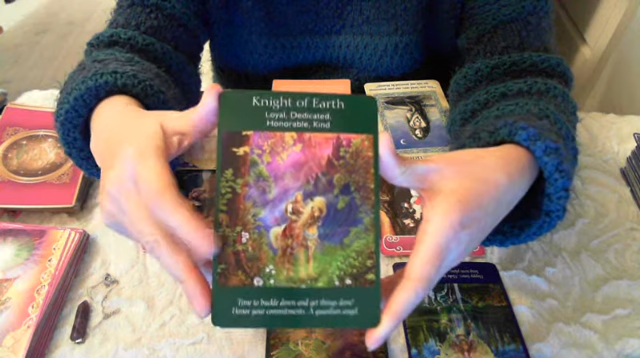 Knight of Earth
Loyal, Dedicated,
Honorable, Kind
Time to buckle down and get things done!
Honor your commitments. A guardian angel.